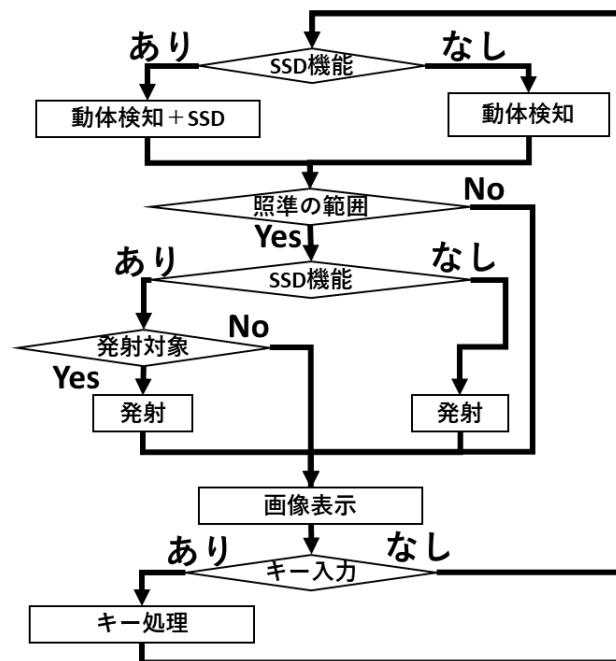 SSD機能
あり
なし
動体検知＋SSD
動体検知
照準の範囲
No
Yes
あり
SSD機能
なし
発射対象
No
Yes
発射
発射
画像表示
あり
キー入力
なし
キー処理